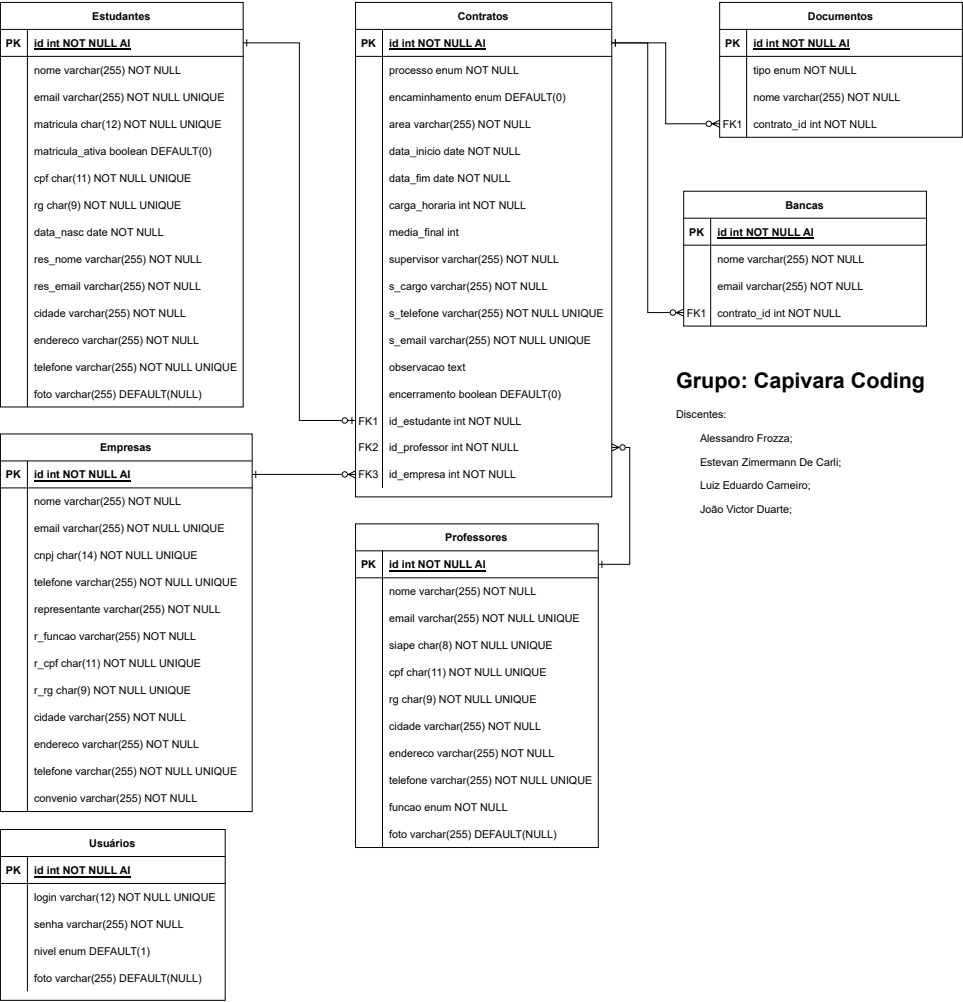 Estudantes
PK id int NOT NULL AI
nome varchar(255) NOT NULL
email varchar(255) NOT NULL UNIQUE
matricula char(12) NOT NULL UNIQUE
matricula_ativa boolean DEFAULT(0)
cpf char(11) NOT NULL UNIQUE
rg char(9) NOT NULL UNIQUE
data_nasc date NOT NULL
res_nome varchar(255) NOT NULL
res_email varchar(255) NOT NULL
cidade varchar(255) NOT NULL
endereco varchar(255) NOT NULL
telefone varchar(255) NOT NULL UNIQUE
foto varchar(255) DEFAULT(NULL)
Empresas
PK id int NOT NULL AI
nome varchar(255) NOT NULL
email varchar(255) NOT NULL UNIQUE
cnpj char(14) NOT NULL UNIQUE
telefone varchar(255) NOT NULL UNIQUE
representante varchar(255) NOT NULL
r_funcao varchar(255) NOT NULL
r_cpf char(11) NOT NULL UNIQUE
r_rg char(9) NOT NULL UNIQUE
cidade varchar(255) NOT NULL
endereco varchar(255) NOT NULL
telefone varchar(255) NOT NULL UNIQUE
convenio varchar(255) NOT NULL
Usuários
PK id int NOT NULL AI
login varchar(12) NOT NULL UNIQUE
senha varchar(255) NOT NULL
nivel enum DEFAULT(1)
foto varchar(255) DEFAULT(NULL)
Contratos
PK id int NOT NULL AI
processo enum NOT NULL
encaminhamento enum DEFAULT(0)
area varchar(255) NOT NULL
data_inicio date NOT NULL
data_fim date NOT NULL
carga_horaria int NOT NULL
media_final int
supervisor varchar(255) NOT NULL
s_cargo varchar(255) NOT NULL
s_telefone varchar(255) NOT NULL UNIQUE
s_email varchar(255) NOT NULL UNIQUE
observacao text
encerramento boolean DEFAULT(0)
FK1 id_estudante int NOT NULL
FK2 id_professor int NOT NULL
FK3 id_empresa int NOT NULL
Professores
PK id int NOT NULL AI
nome varchar(255) NOT NULL
email varchar(255) NOT NULL UNIQUE
siape char(8) NOT NULL UNIQUE
cpf char(11) NOT NULL UNIQUE
rg char(9) NOT NULL UNIQUE
cidade varchar(255) NOT NULL
endereco varchar(255) NOT NULL
telefone varchar(255) NOT NULL UNIQUE
funcao enum NOT NULL
foto varchar(255) DEFAULT(NULL)
Documentos
PK id int NOT NULL AI
tipo enum NOT NULL
nome varchar(255) NOT NULL
FK1 contrato_id int NOT NULL
Bancas
PK id int NOT NULL AI
nome varchar(255) NOT NULL
email varchar(255) NOT NULL
FK1 contrato_id int NOT NULL
Grupo: Capivara Coding
Discentes:
Alessandro Frozza;
Estevan Zimermann De Carli;
Luiz Eduardo Carneiro;
João Victor Duarte;